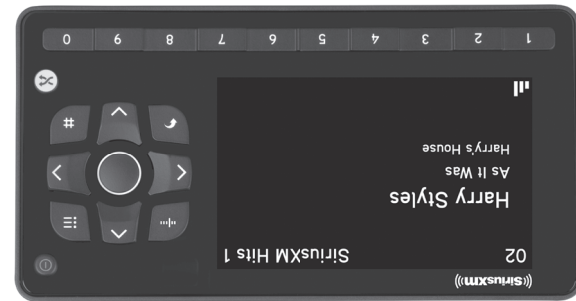 ((SiriusXM))
02 SiriusXM Hits 1
Harry Styles
As It Was
Harry's House
#
1 2 3 4 5 6 7 8 9 0